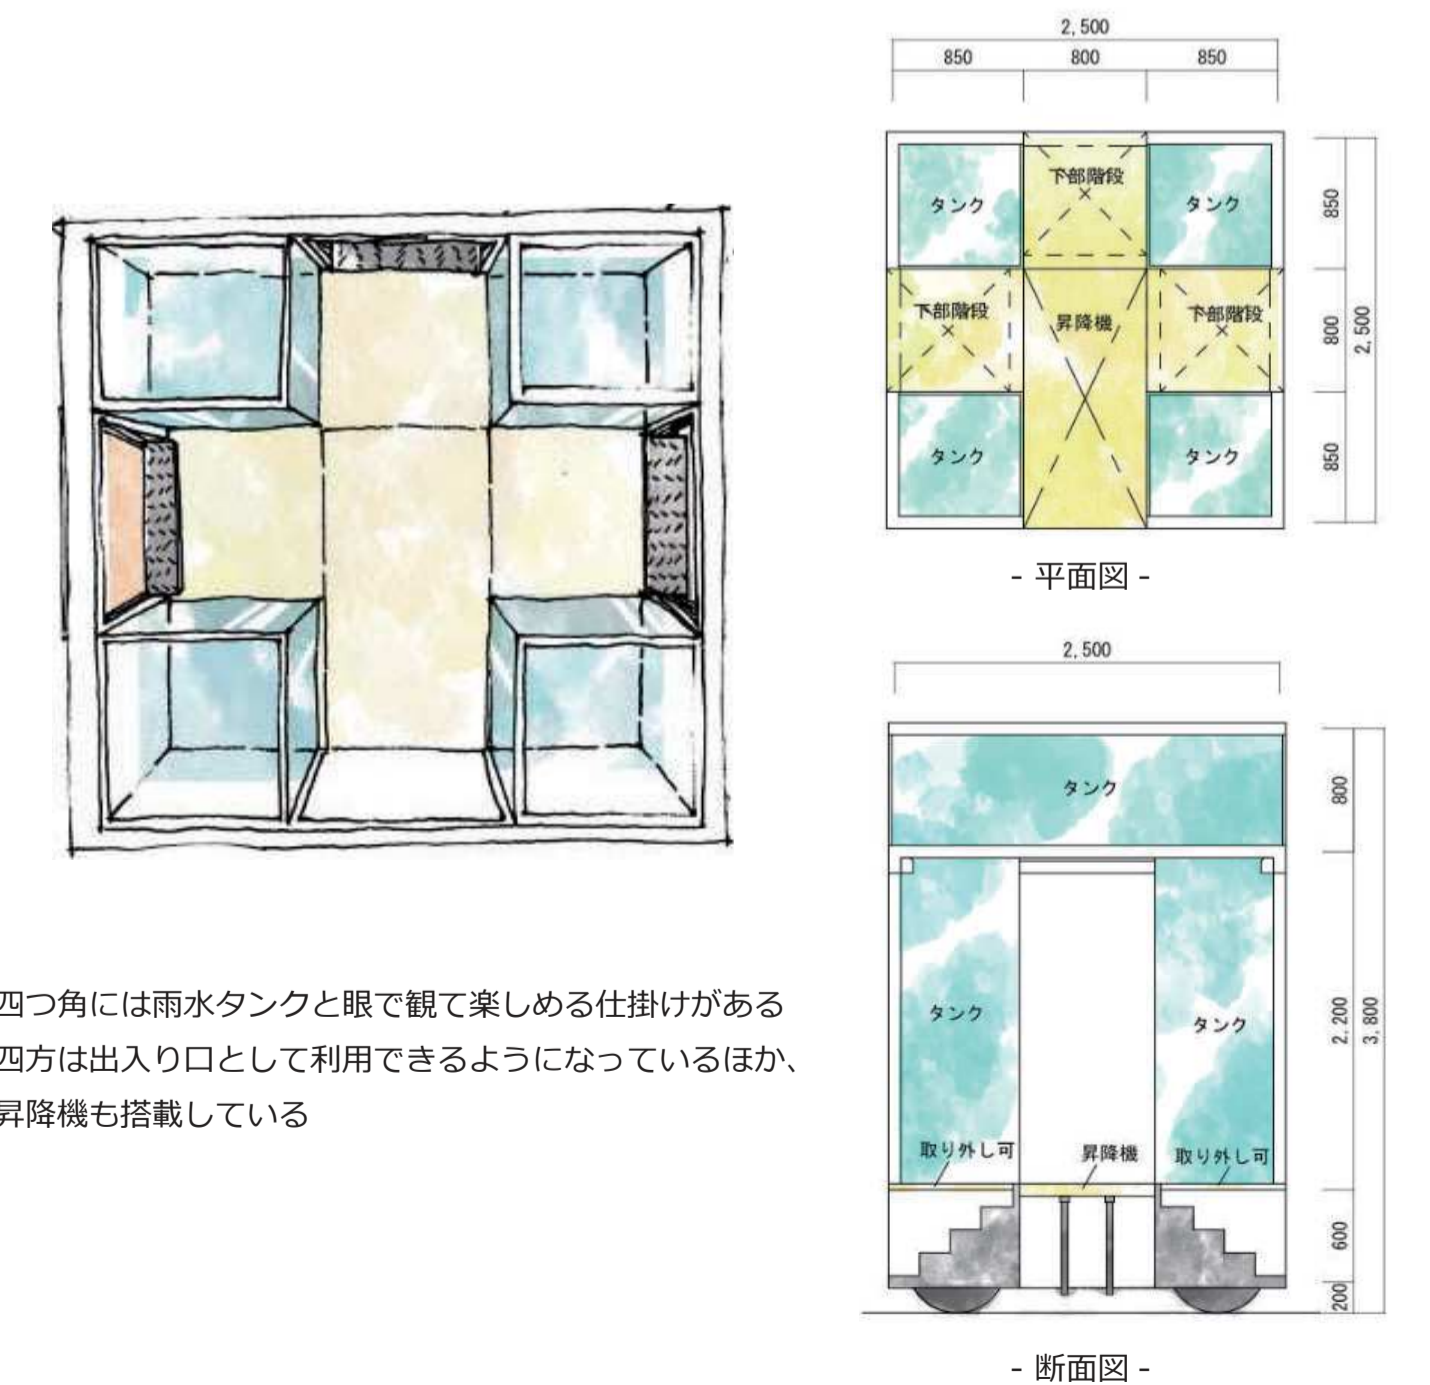 2,500
850 800 850
タンク
下部階段
タンク
下部階段
昇降機
下部階段
タンク
タンク
850
800
850
2,500
- 平面図 -
2,500
タンク
タンク
タンク
取り外し可
昇降機
取り外し可
800
2,200
600
200
3,800
- 断面図 -
四つ角には雨水タンクと眼で観て楽しめる仕掛けがある
四方は出入り口として利用できるようになっているほか、
昇降機も搭載している